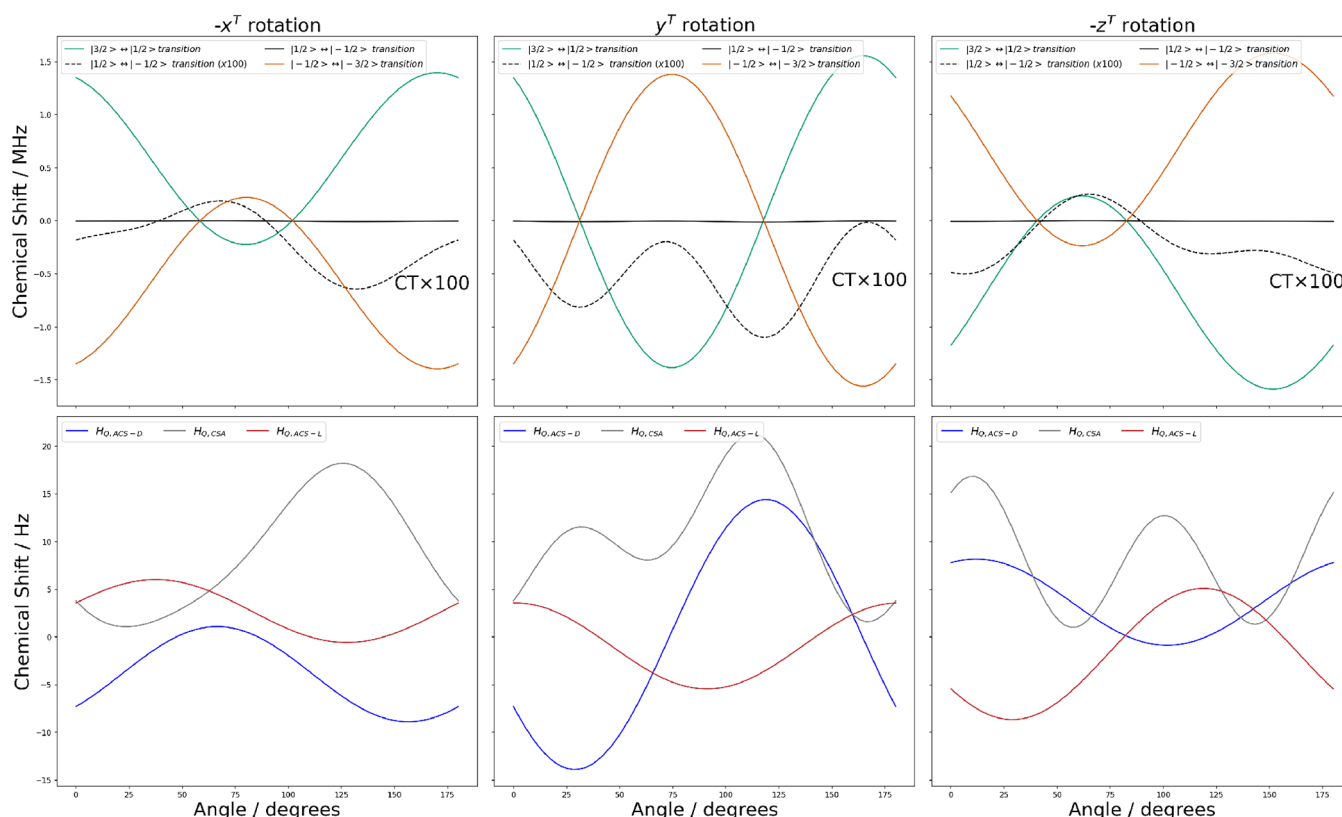 -x^T rotation
y^T rotation
-z^T rotation
|3/2> ↔ |1/2> transition
|1/2> ↔ |−1/2> transition
|1/2> ↔ |−1/2> transition (x100)
|−1/2> ↔ |−3/2> transition
|3/2> ↔ |1/2> transition
|1/2> ↔ |−1/2> transition
|1/2> ↔ |−1/2> transition (x100)
|−1/2> ↔ |−3/2> transition
|3/2> ↔ |1/2> transition
|1/2> ↔ |−1/2> transition
|1/2> ↔ |−1/2> transition (x100)
|−1/2> ↔ |−3/2> transition
Chemical Shift / MHz
1.5
1.0
0.5
0.0
−0.5
−1.0
−1.5
CT×100
CT×100
CT×100
H_Q,ACS−D H_Q,CSA H_Q,ACS−L
H_Q,ACS−D H_Q,CSA H_Q,ACS−L
H_Q,ACS−D H_Q,CSA H_Q,ACS−L
Chemical Shift / Hz
20
15
10
5
0
−5
−10
−15
0 25 50 75 100 125 150 175
0 25 50 75 100 125 150 175
0 25 50 75 100 125 150 175
Angle / degrees
Angle / degrees
Angle / degrees